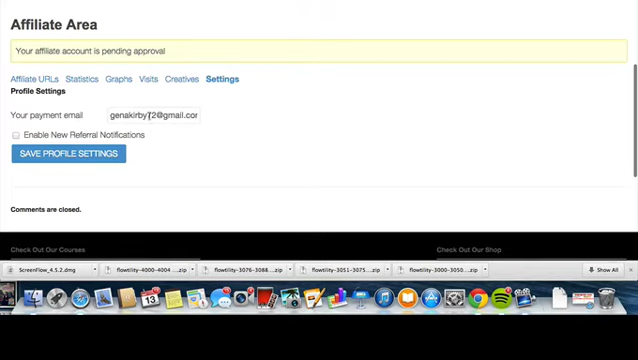 Affiliate Area
Your affiliate account is pending approval
Affiliate URLs Statistics Graphs Visits Creatives Settings
Profile Settings
Your payment email genakirby72@gmail.cor
Enable New Referral Notifications
SAVE PROFILE SETTINGS
Comments are closed.
Check Out Our Courses Check Out Our Shop
ScreenFlow_4.5.2.dmg flowtility-4000-4004 ....zip flowtility-3076-3088....zip flowtility-3051-3075....zip flowtility-3000-3050....zip Show All
13